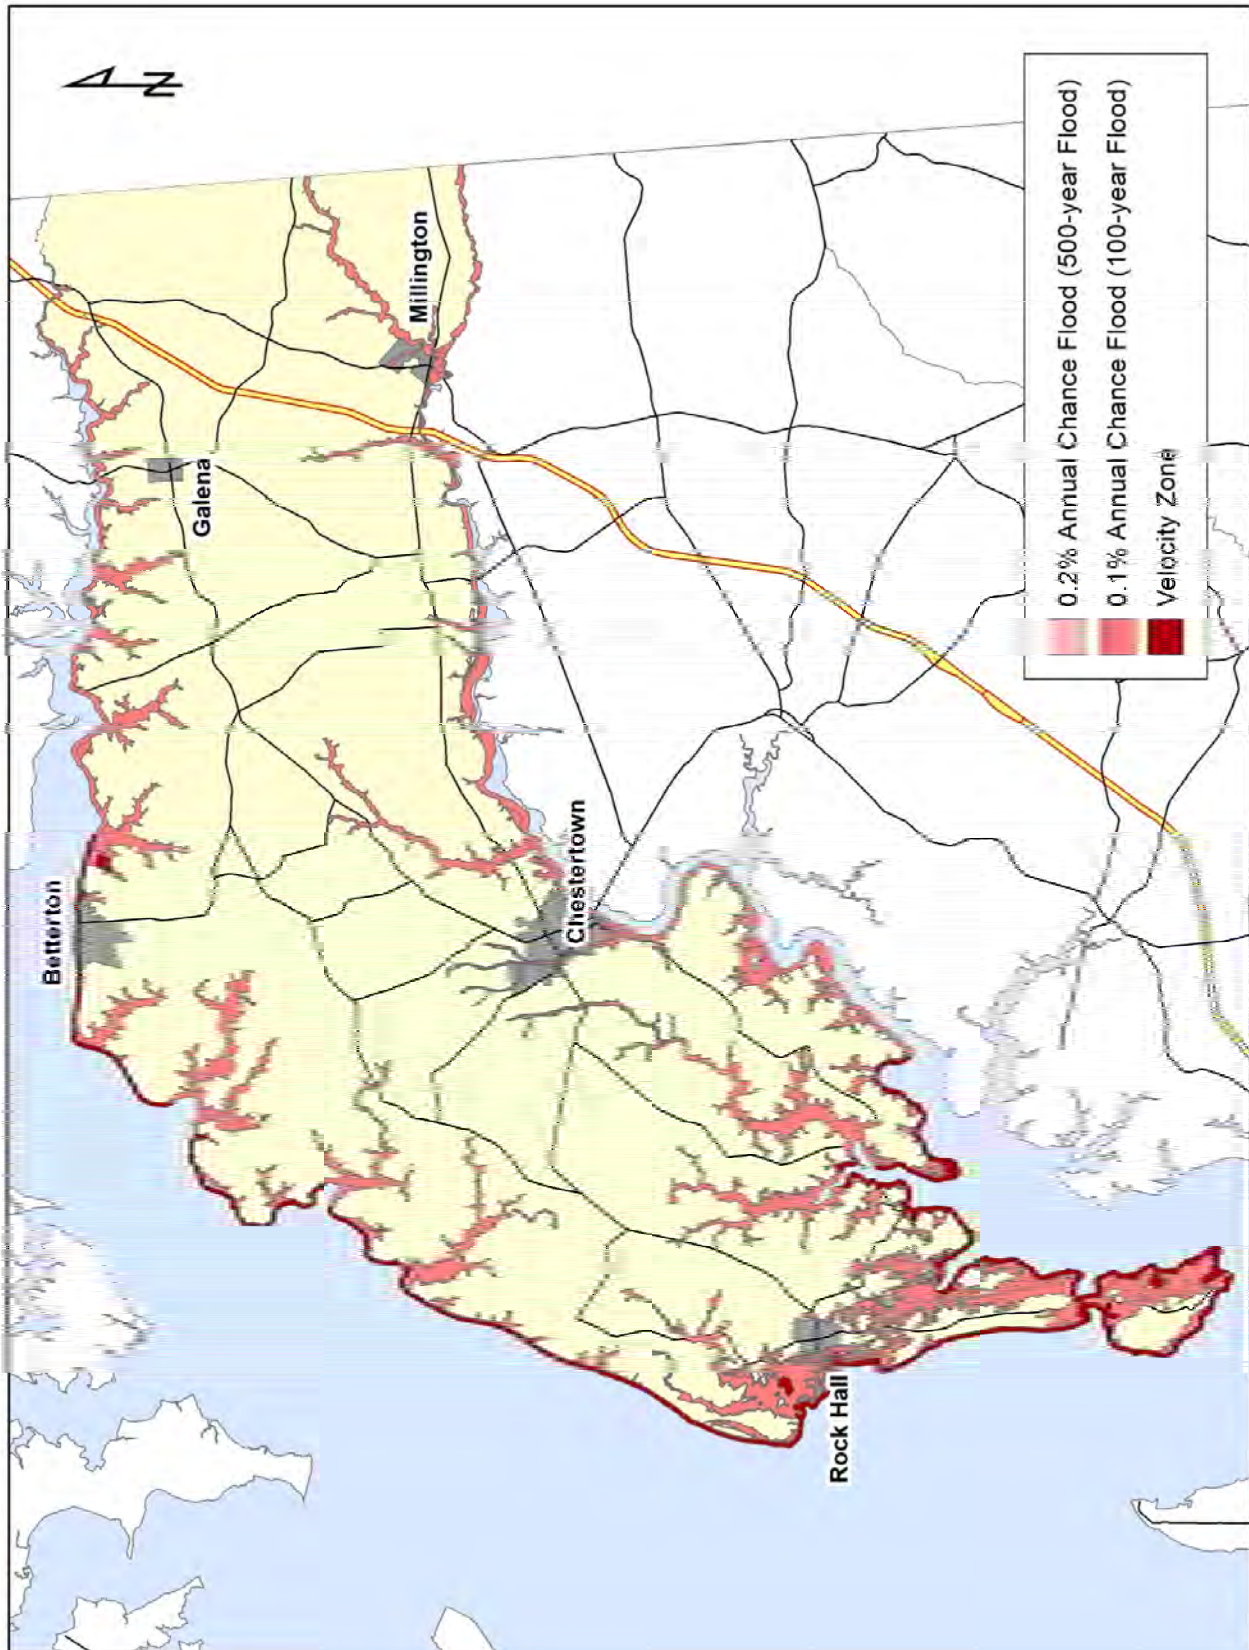 Betterton
N
Galena
Millington
Chestertown
Rock Hall
0.2% Annual Chance Flood (500-year Flood)
0.1% Annual Chance Flood (100-year Flood)
Velocity Zone